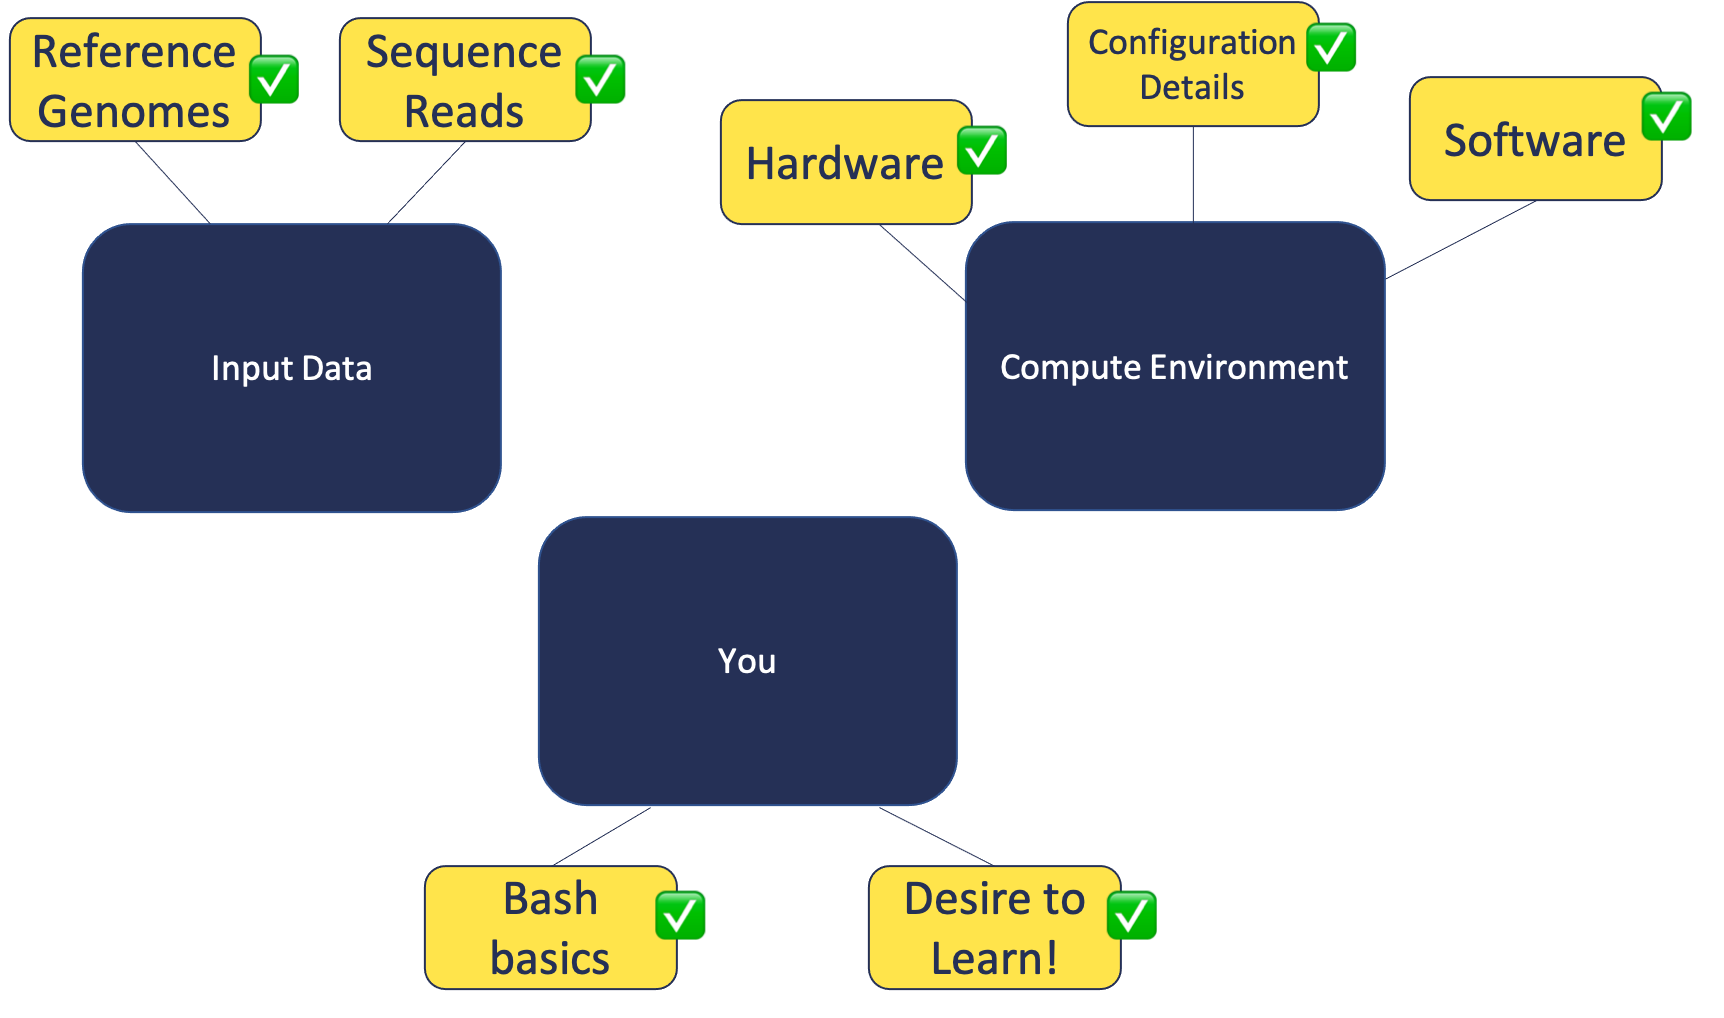 Reference
Genomes
Sequence
Reads
Configuration
Details
Hardware
Software
Input Data
Compute Environment
You
Bash
basics
Desire to
Learn!